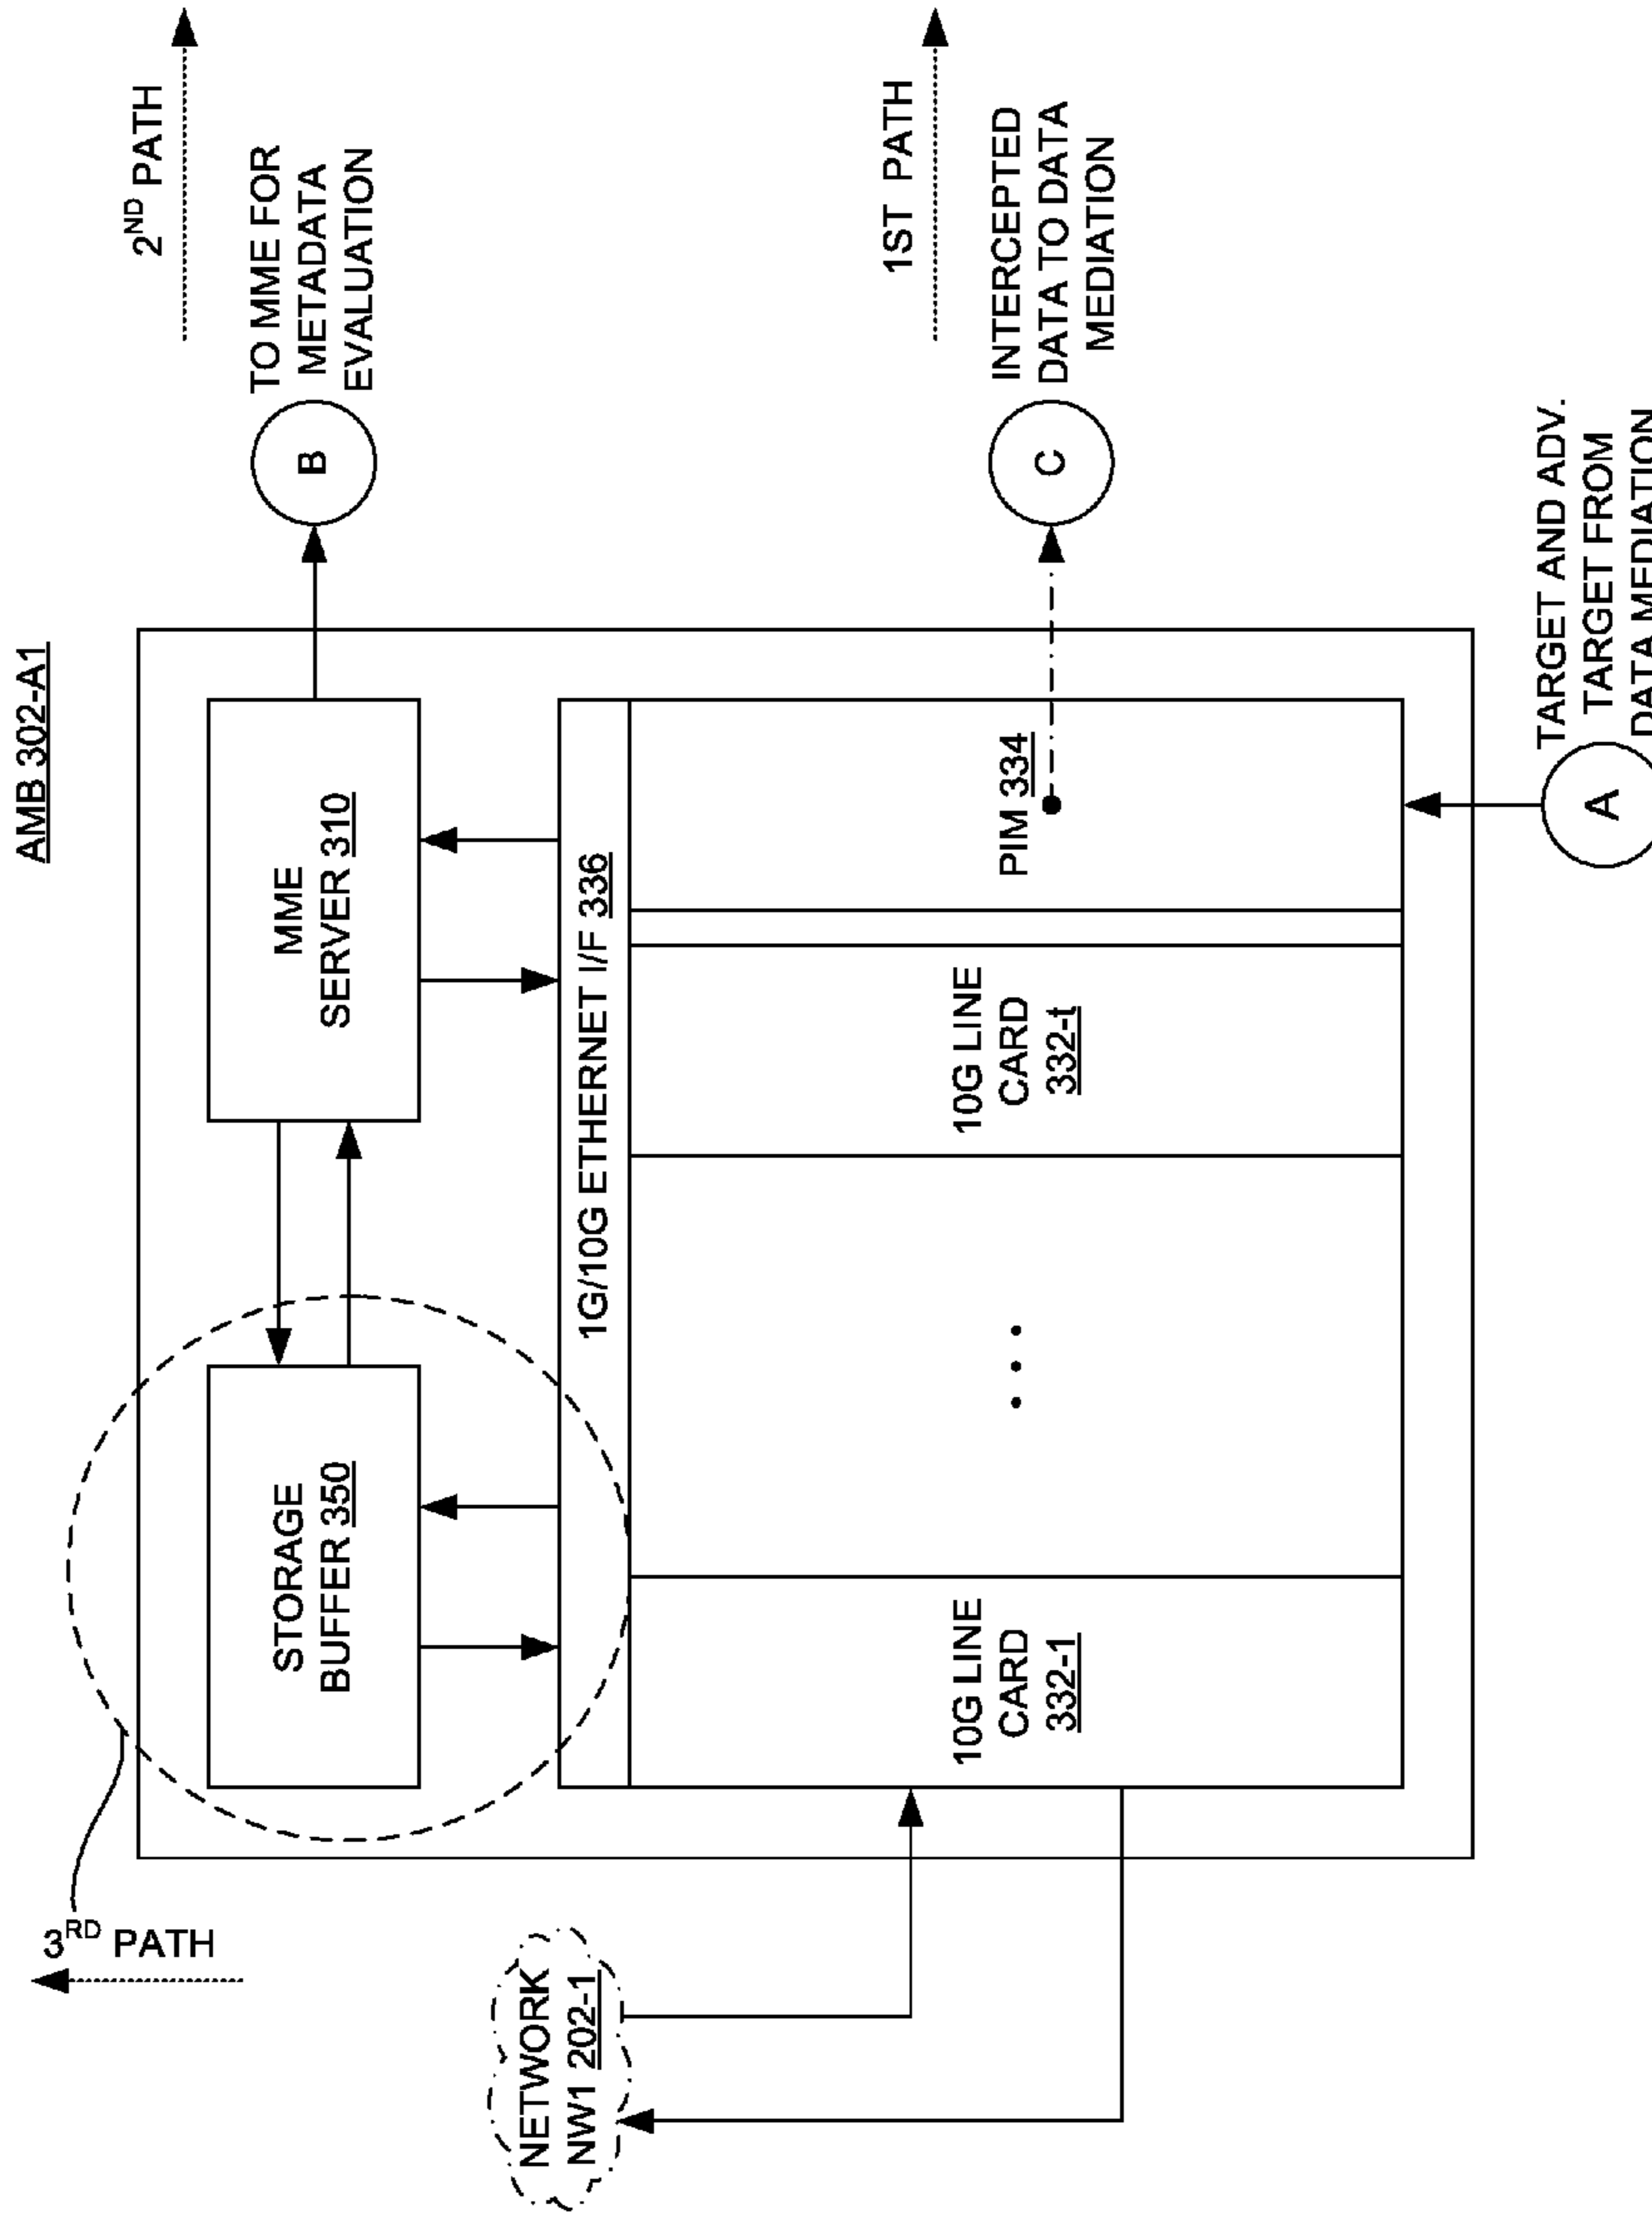 AMB 302-A1
3RD PATH
2ND PATH
STORAGE
BUFFER 350
MME
SERVER 310
B
TO MME FOR
METADATA
EVALUATION
NETWORK
NW1 202-1
1G/10G ETHERNET I/F 336
10G LINE
CARD
332-1
• • •
10G LINE
CARD
332-t
PIM 334
1ST PATH
C
INTERCEPTED
DATA TO DATA
MEDIATION
A
TARGET AND ADV.
TARGET FROM
DATA MEDIATION